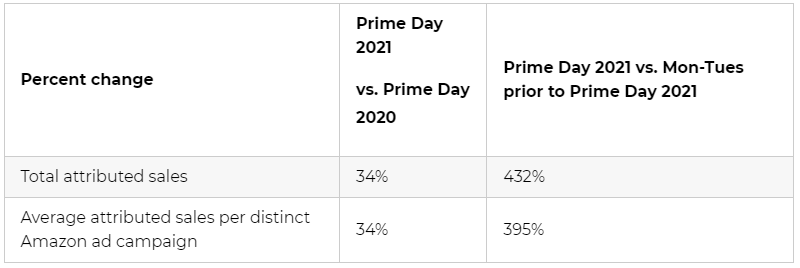 Percent change
Prime Day
2021
vs. Prime Day
2020
Prime Day 2021 vs. Mon-Tues
prior to Prime Day 2021
Total attributed sales
34%
432%
Average attributed sales per distinct
Amazon ad campaign
34%
395%